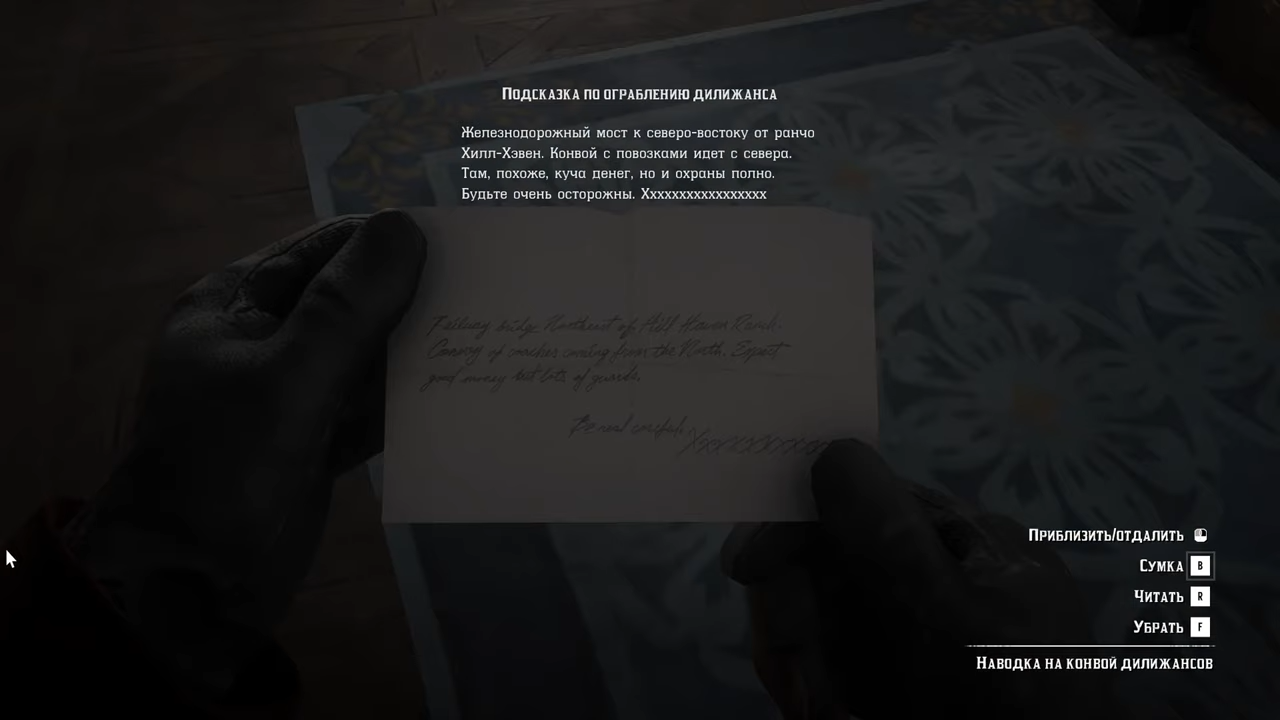 Подсказка по ограблению дилижанса
Железнодорожный мост к северо-востоку от ранчо
Хилл-Хэвен. Конвой с повозками идет с севера.
Там, похоже, куча денег, но и охраны полно.
Будьте очень осторожны. Xxxxxxxxxxxxxxxxx
Railway bridge Northeast of Hill Haven Ranch.
Convoy of coaches coming from the North. Expect
good money but lots of guards.
Be real careful.
Приблизить/отдалить
Сумка B
Читать R
Убрать F
Наводка на конвой дилижансов